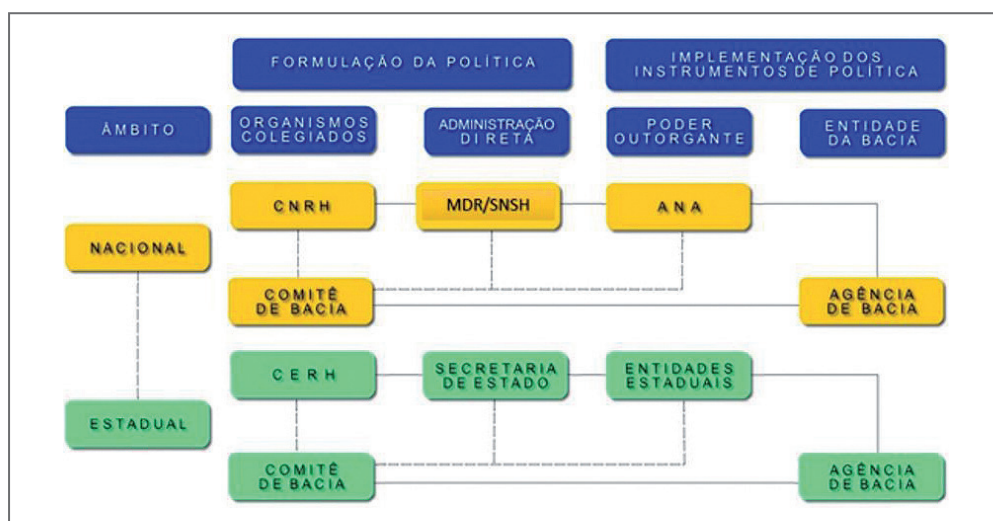 FORMULAÇÃO DA POLÍTICA
IMPLEMENTAÇÃO DOS
INSTRUMENTOS DE POLÍTICA
ÂMBITO
ORGANISMOS
COLEGIADOS
ADMINISTRAÇÃO
DIRETA
PODER
OUTORGANTE
ENTIDADE
DA BACIA
NACIONAL
CNRH
MDR/SNSH
ANA
COMITÊ
DE BACIA
AGÊNCIA
DE BACIA
ESTADUAL
CERH
SECRETARIA
DE ESTADO
ENTIDADES
ESTADUAIS
COMITÊ
DE BACIA
AGÊNCIA
DE BACIA